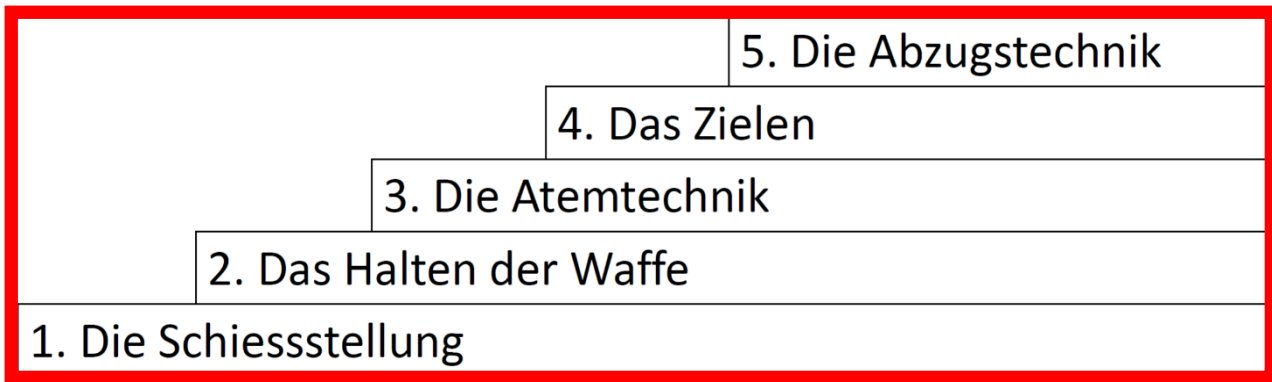 5. Die Abzugstechnik
4. Das Zielen
3. Die Atemtechnik
2. Das Halten der Waffe
1. Die Schiessstellung